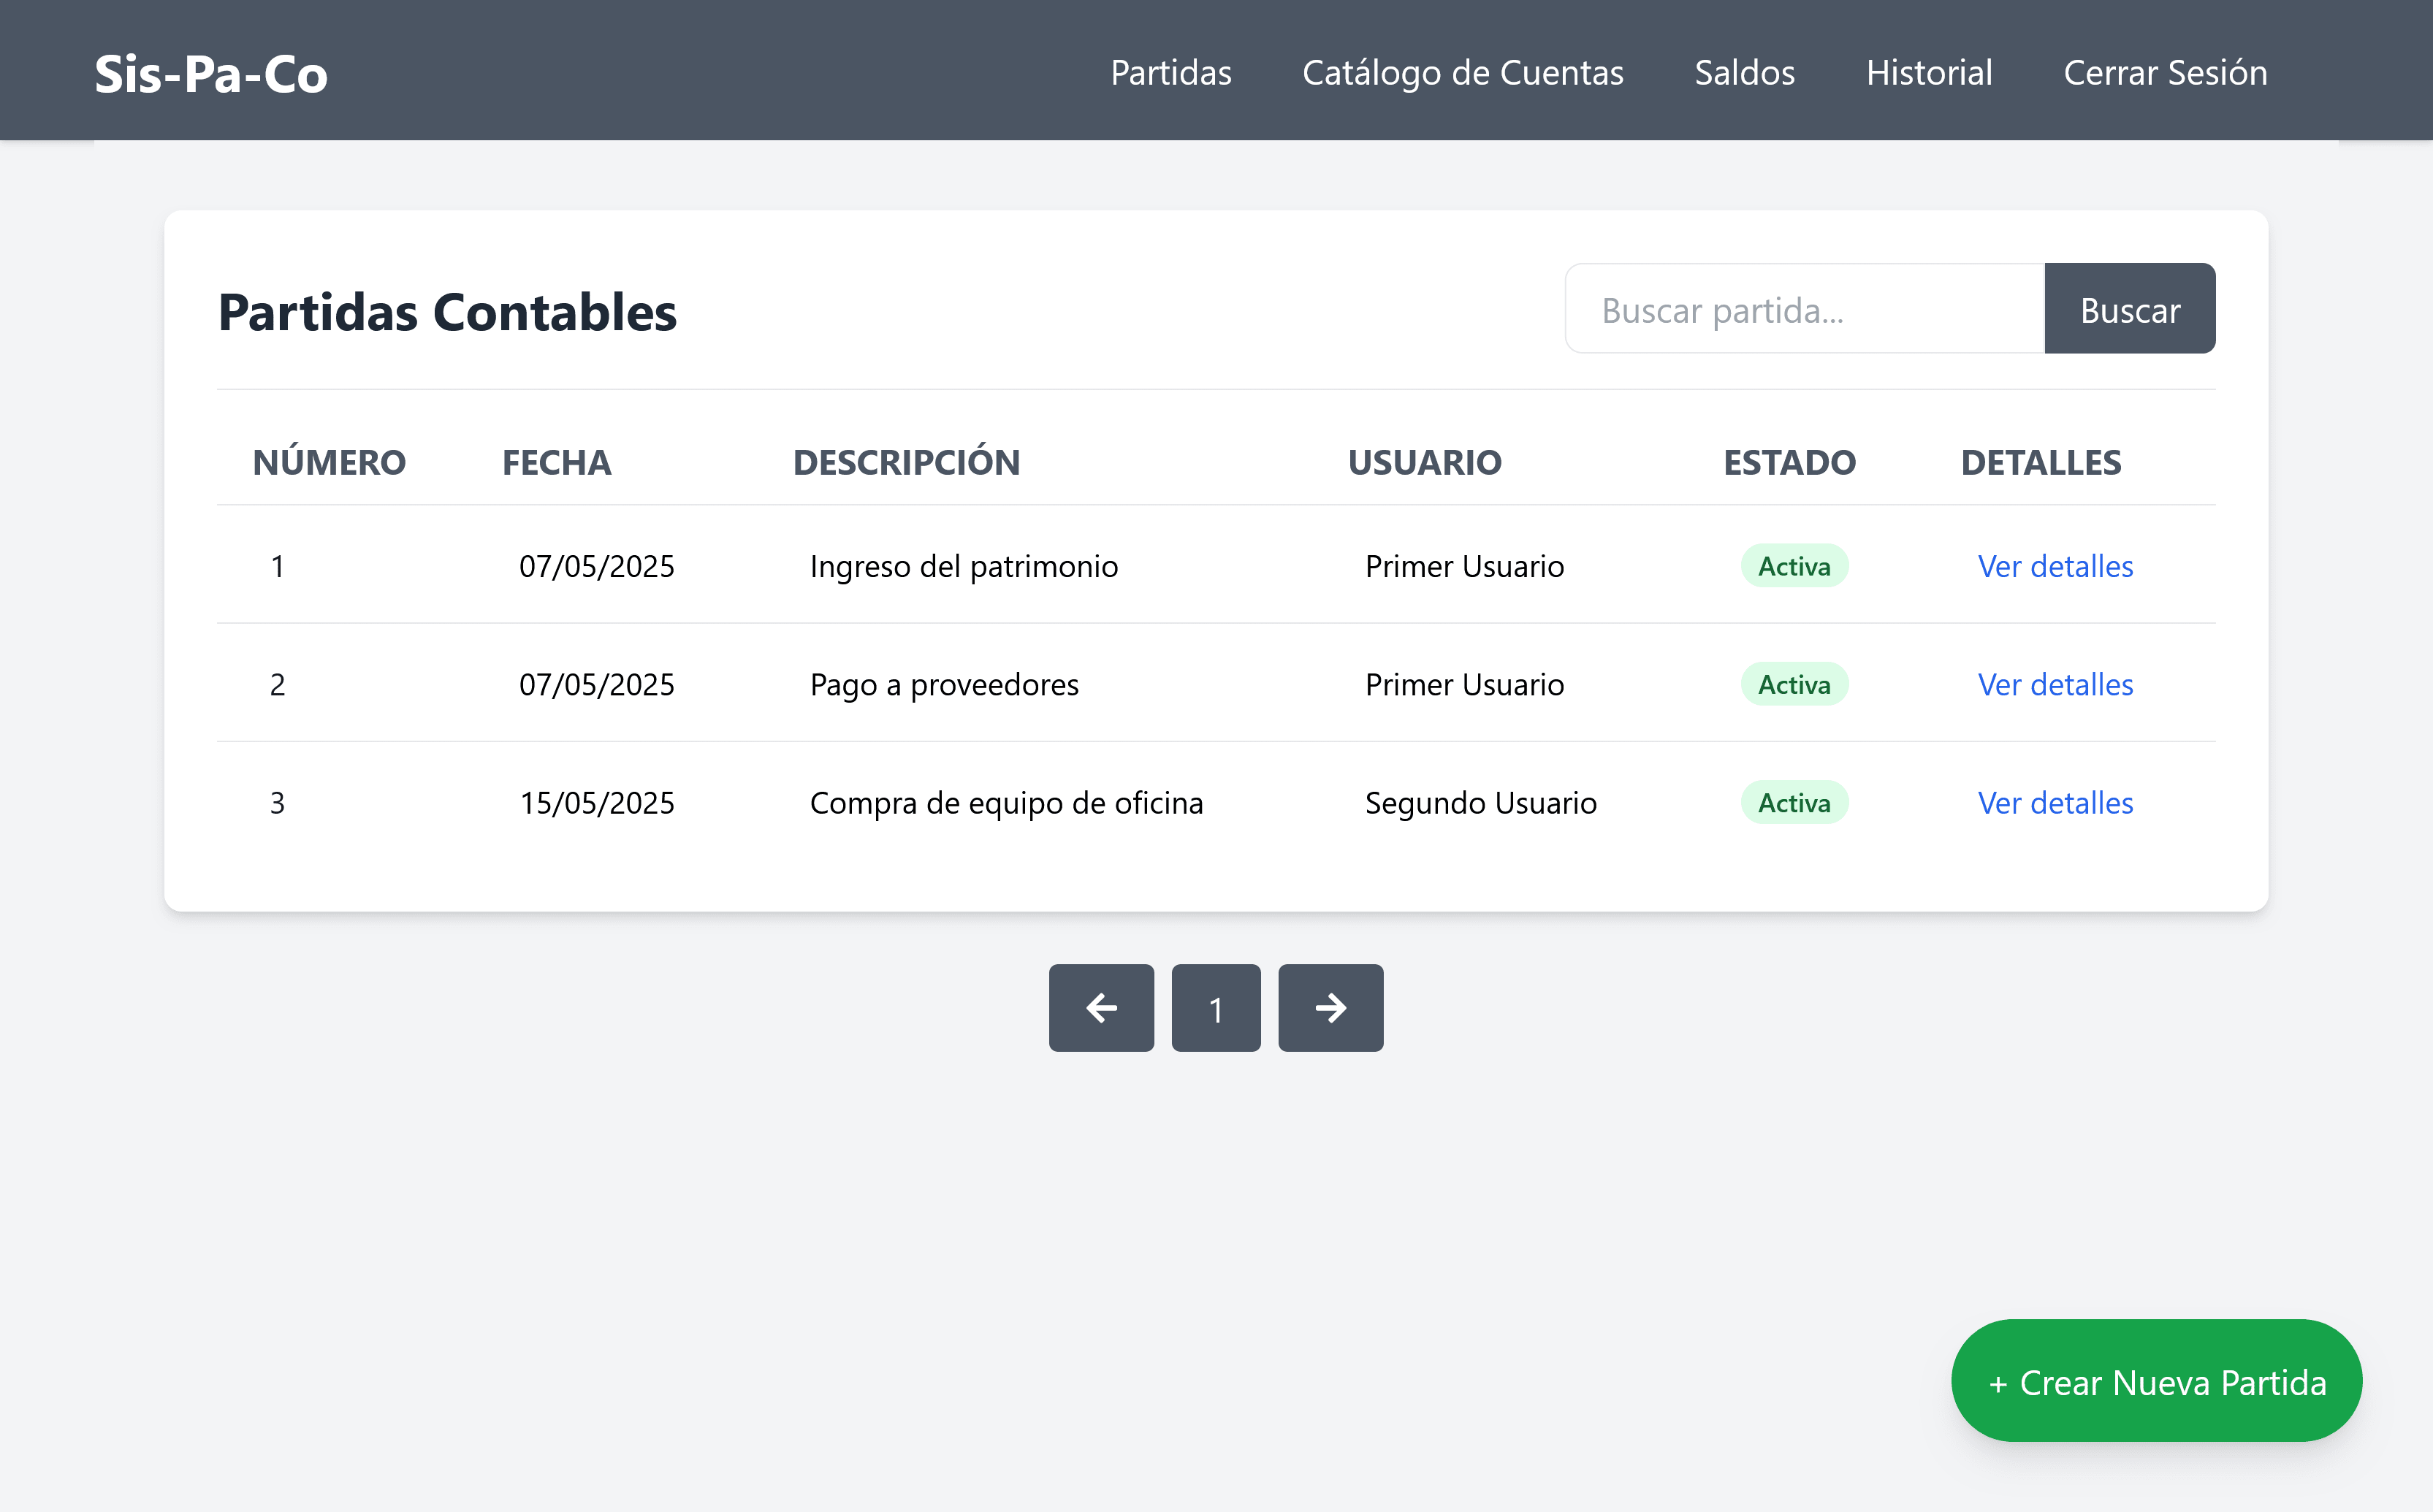 Sis-Pa-Co Partidas Catálogo de Cuentas Saldos Historial Cerrar Sesión
Partidas Contables Buscar partida... Buscar
NÚMERO FECHA DESCRIPCIÓN USUARIO ESTADO DETALLES
1 07/05/2025 Ingreso del patrimonio Primer Usuario Activa Ver detalles
2 07/05/2025 Pago a proveedores Primer Usuario Activa Ver detalles
3 15/05/2025 Compra de equipo de oficina Segundo Usuario Activa Ver detalles
1
+ Crear Nueva Partida